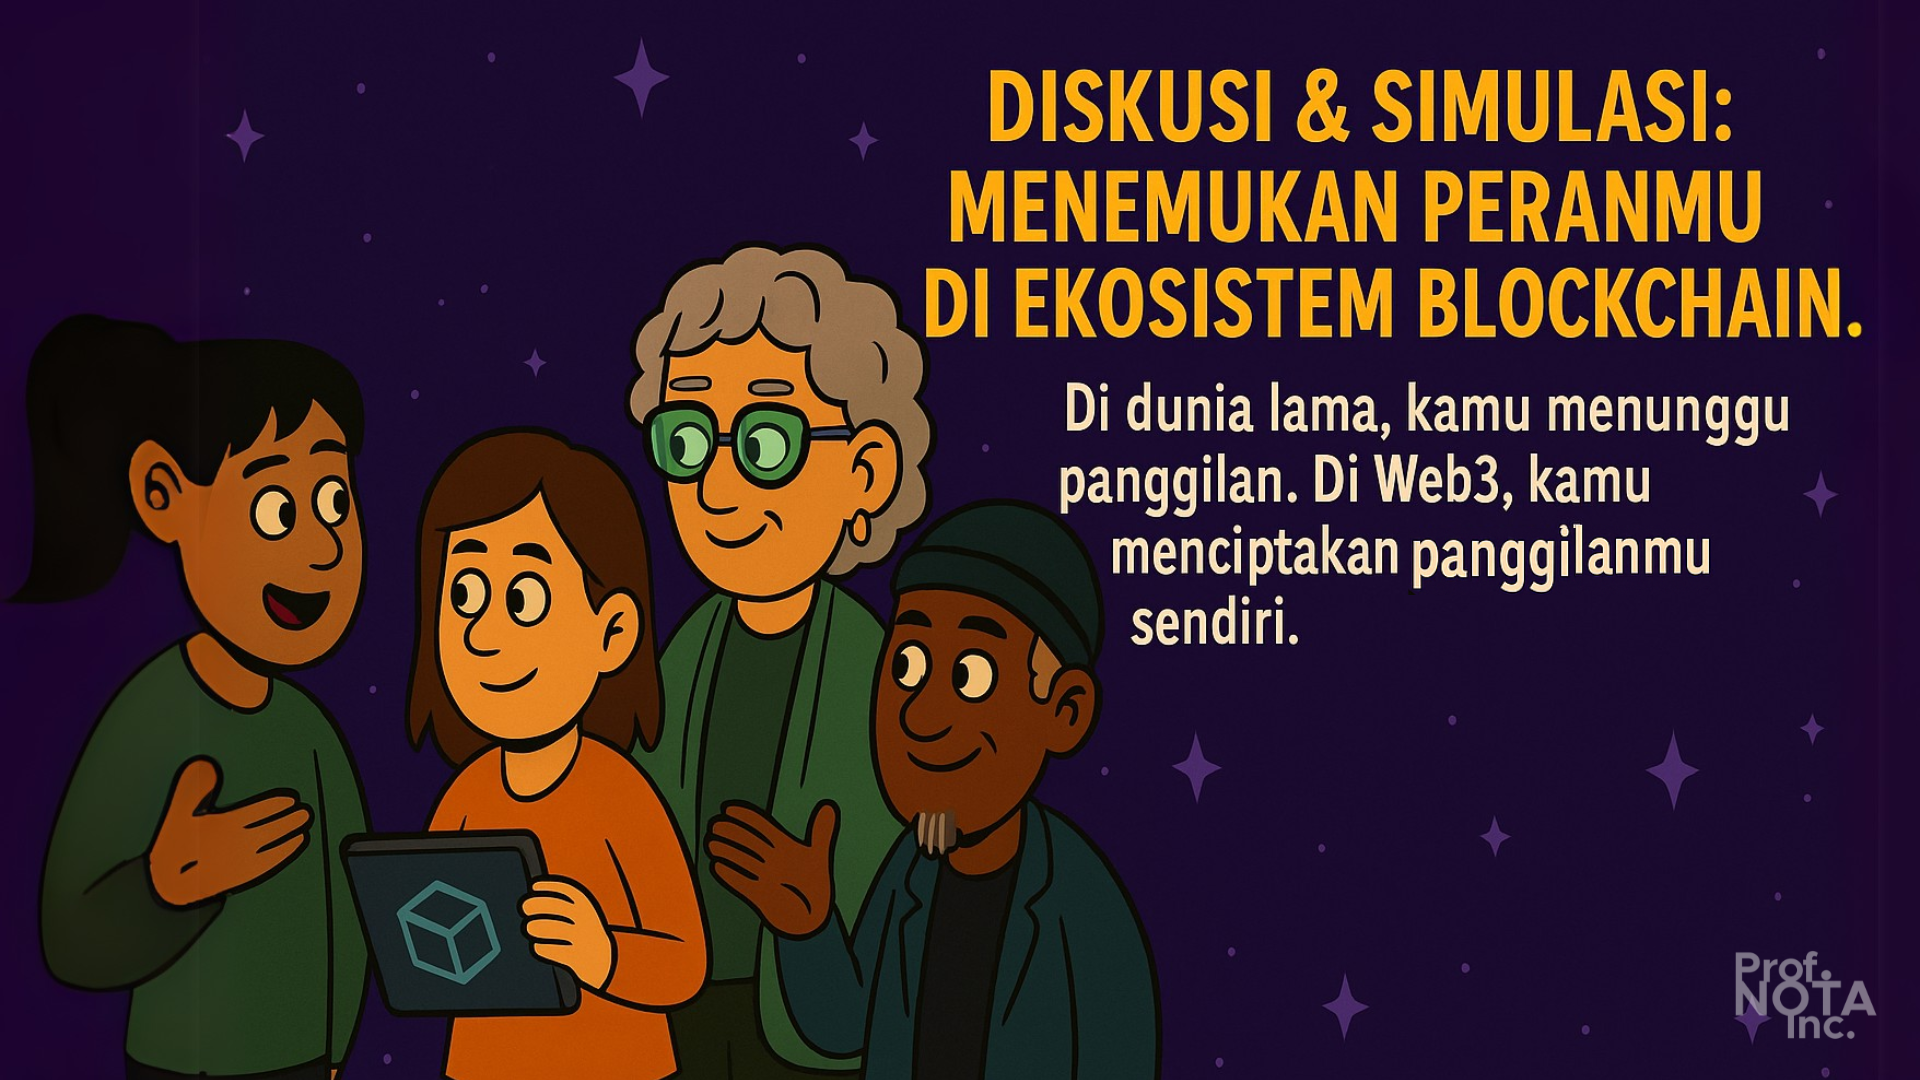 DISKUSI & SIMULASI:
MENEMUKAN PERANMU
DI EKOSISTEM BLOCKCHAIN.
Di dunia lama, kamu menunggu
panggilan. Di Web3, kamu
menciptakan panggilanmu
sendiri.
Prof.
NOTA
Inc.